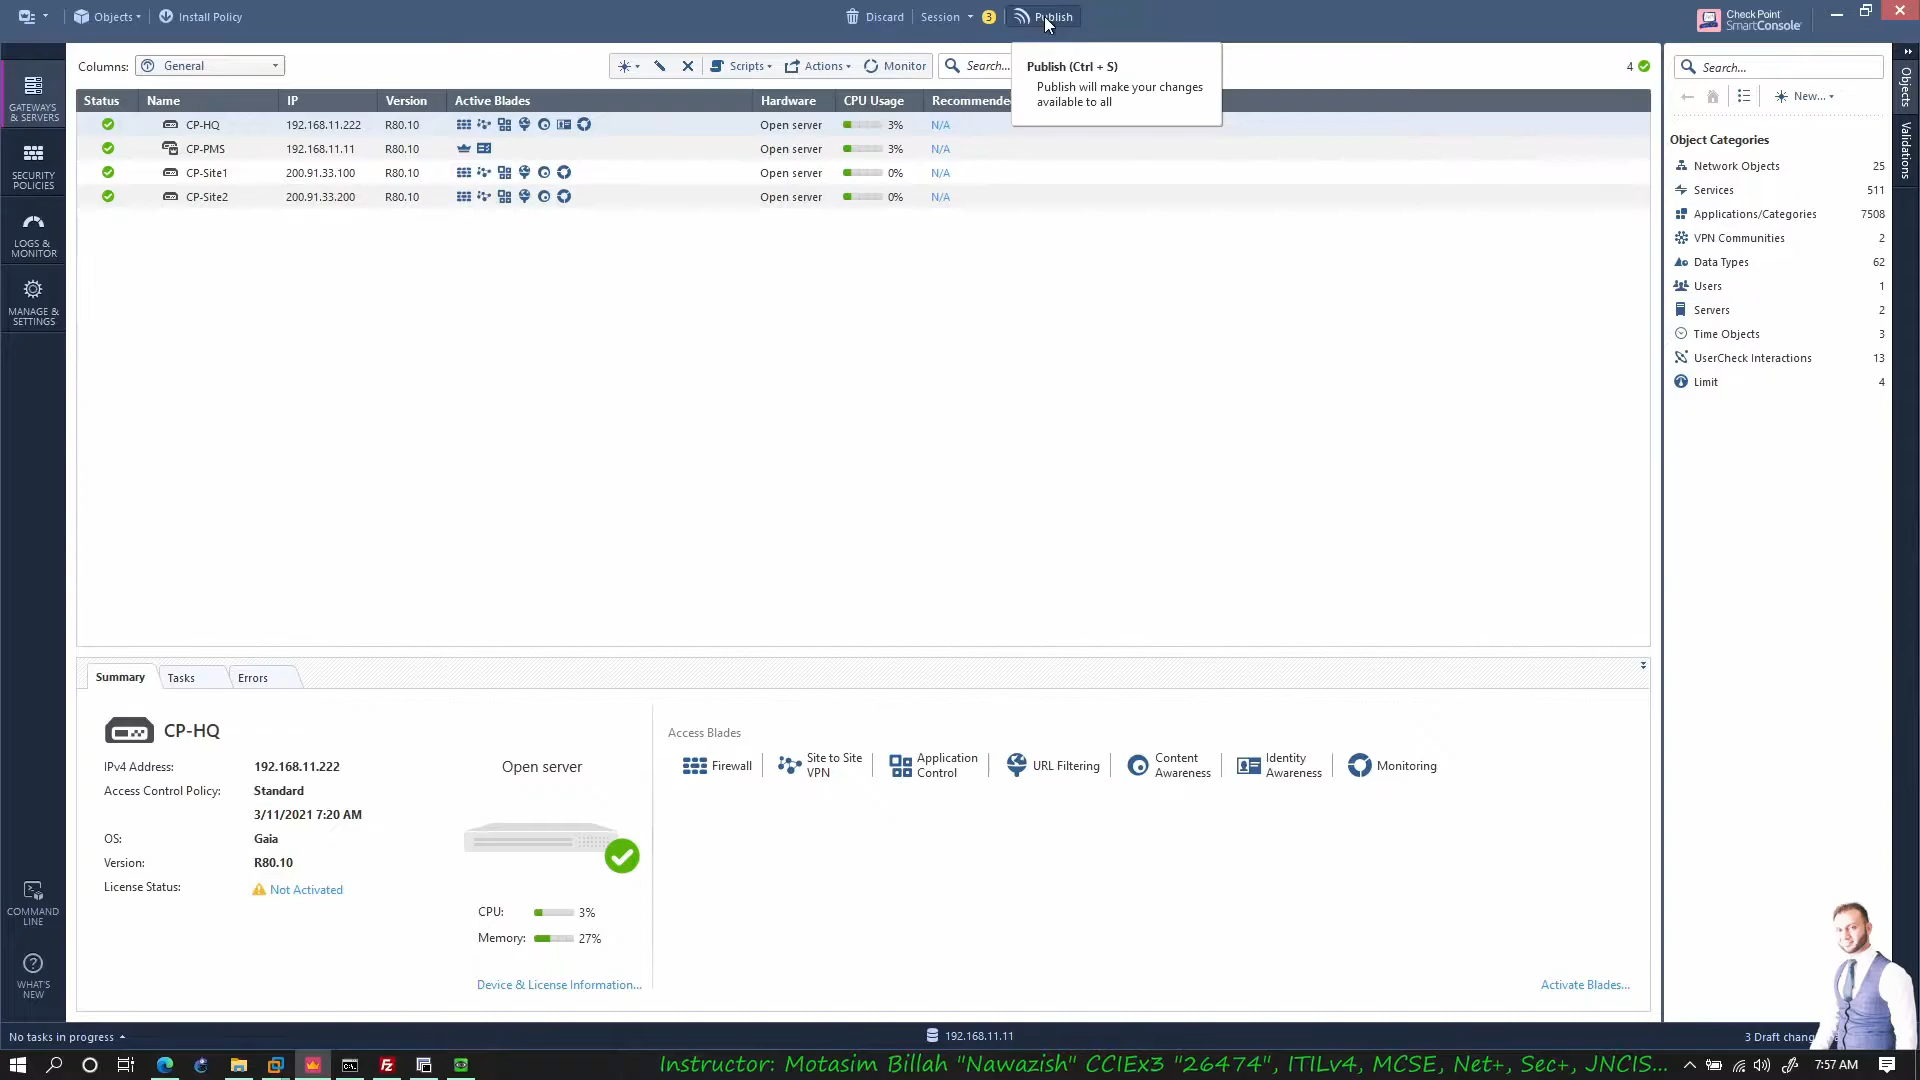 Objects
Install Policy
Discard
Session
3
Publish
Check Point
SmartConsole
Columns:
General
Scripts
Actions
Monitor
Search...
Publish (Ctrl + S)
Publish will make your changes
available to all
4
Search...
New...
Objects
Validations
GATEWAYS
& SERVERS
SECURITY
POLICIES
LOGS &
MONITOR
MANAGE &
SETTINGS
COMMAND
LINE
WHAT'S
NEW
Status Name IP Version Active Blades Hardware CPU Usage Recommende
CP-HQ 192.168.11.222 R80.10 Open server 3% N/A
CP-PMS 192.168.11.11 R80.10 Open server 3% N/A
CP-Site1 200.91.33.100 R80.10 Open server 0% N/A
CP-Site2 200.91.33.200 R80.10 Open server 0% N/A
Object Categories
Network Objects 25
Services 511
Applications/Categories 7508
VPN Communities 2
Data Types 62
Users 1
Servers 2
Time Objects 3
UserCheck Interactions 13
Limit 4
Summary Tasks Errors
CP-HQ
IPv4 Address: 192.168.11.222
Access Control Policy: Standard
3/11/2021 7:20 AM
OS: Gaia
Version: R80.10
License Status: Not Activated
Open server
CPU: 3%
Memory: 27%
Device & License Information...
Access Blades
Firewall
Site to Site
VPN
Application
Control
URL Filtering
Content
Awareness
Identity
Awareness
Monitoring
Activate Blades...
No tasks in progress
192.168.11.11
3 Draft chang
Instructor: Motasim Billah "Nawazish" CCIEx3 "26474", ITILv4, MCSE, Net+, Sec+, JNCIS...
7:57 AM